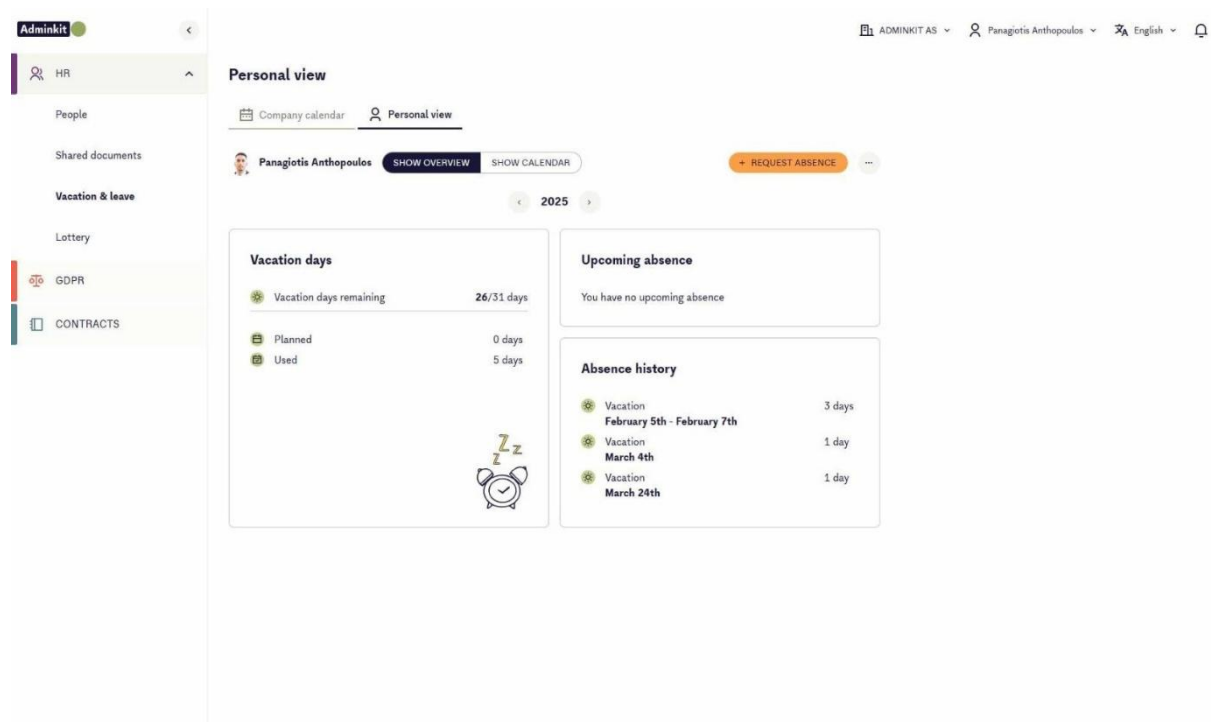 Adminkit
ADMINKIT AS
Panagiotis Anthopoulos
English
HR
People
Shared documents
Vacation & leave
Lottery
GDPR
CONTRACTS
Personal view
Company calendar
Personal view
Panagiotis Anthopoulos
SHOW OVERVIEW
SHOW CALENDAR
+ REQUEST ABSENCE
2025
Vacation days
Vacation days remaining 26/31 days
Planned 0 days
Used 5 days
Z z z
Upcoming absence
You have no upcoming absence
Absence history
Vacation 3 days
February 5th - February 7th
Vacation 1 day
March 4th
Vacation 1 day
March 24th